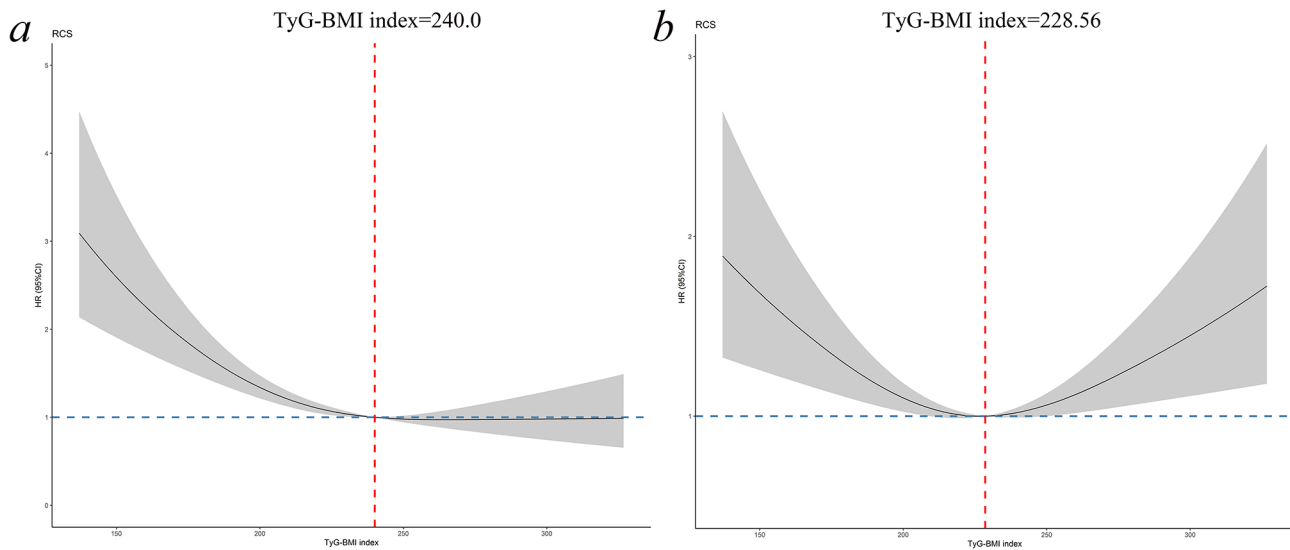 a
TyG-BMI index=240.0
RCS
5
4
3
2
1
0
HR (95%CI)
150
200
250
300
TyG-BMI index
b
TyG-BMI index=228.56
RCS
3
2
1
HR (95%CI)
150
200
250
300
TyG-BMI index